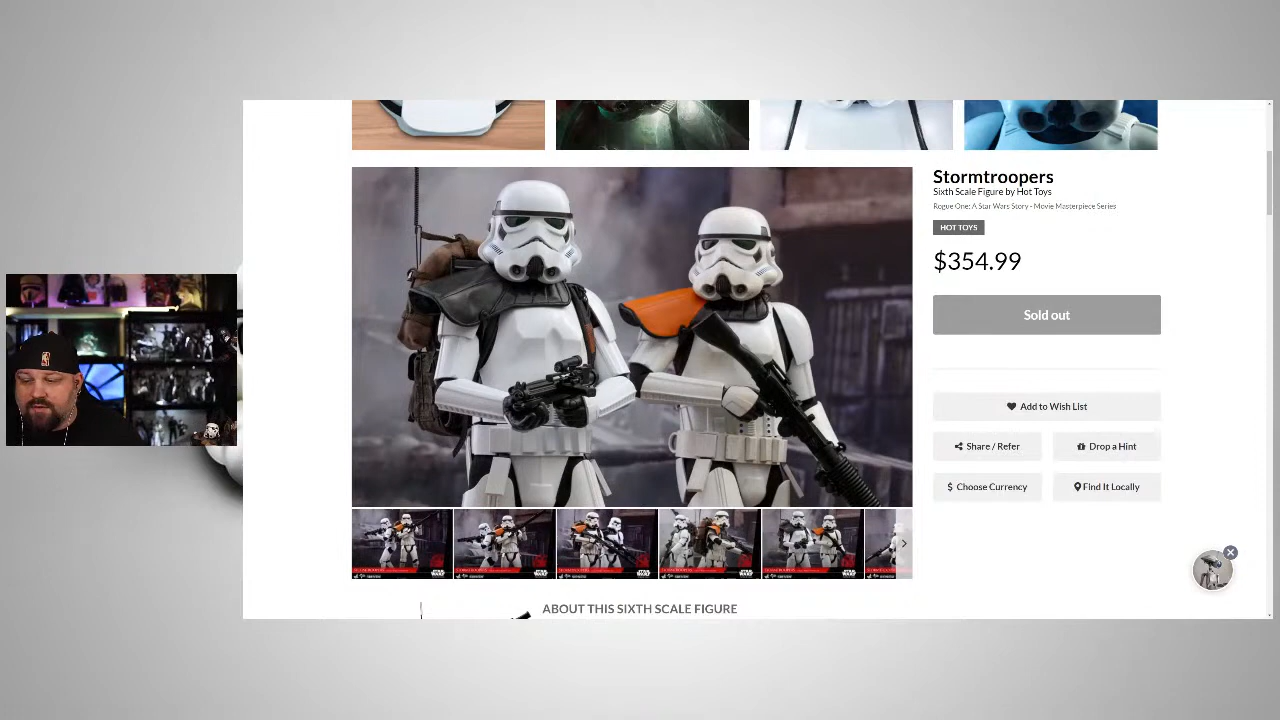 Stormtroopers
Sixth Scale Figure by Hot Toys
Rogue One: A Star Wars Story - Movie Masterpiece Series
HOT TOYS
$354.99
Sold out
Add to Wish List
Share / Refer
Drop a Hint
$ Choose Currency
Find It Locally
ABOUT THIS SIXTH SCALE FIGURE